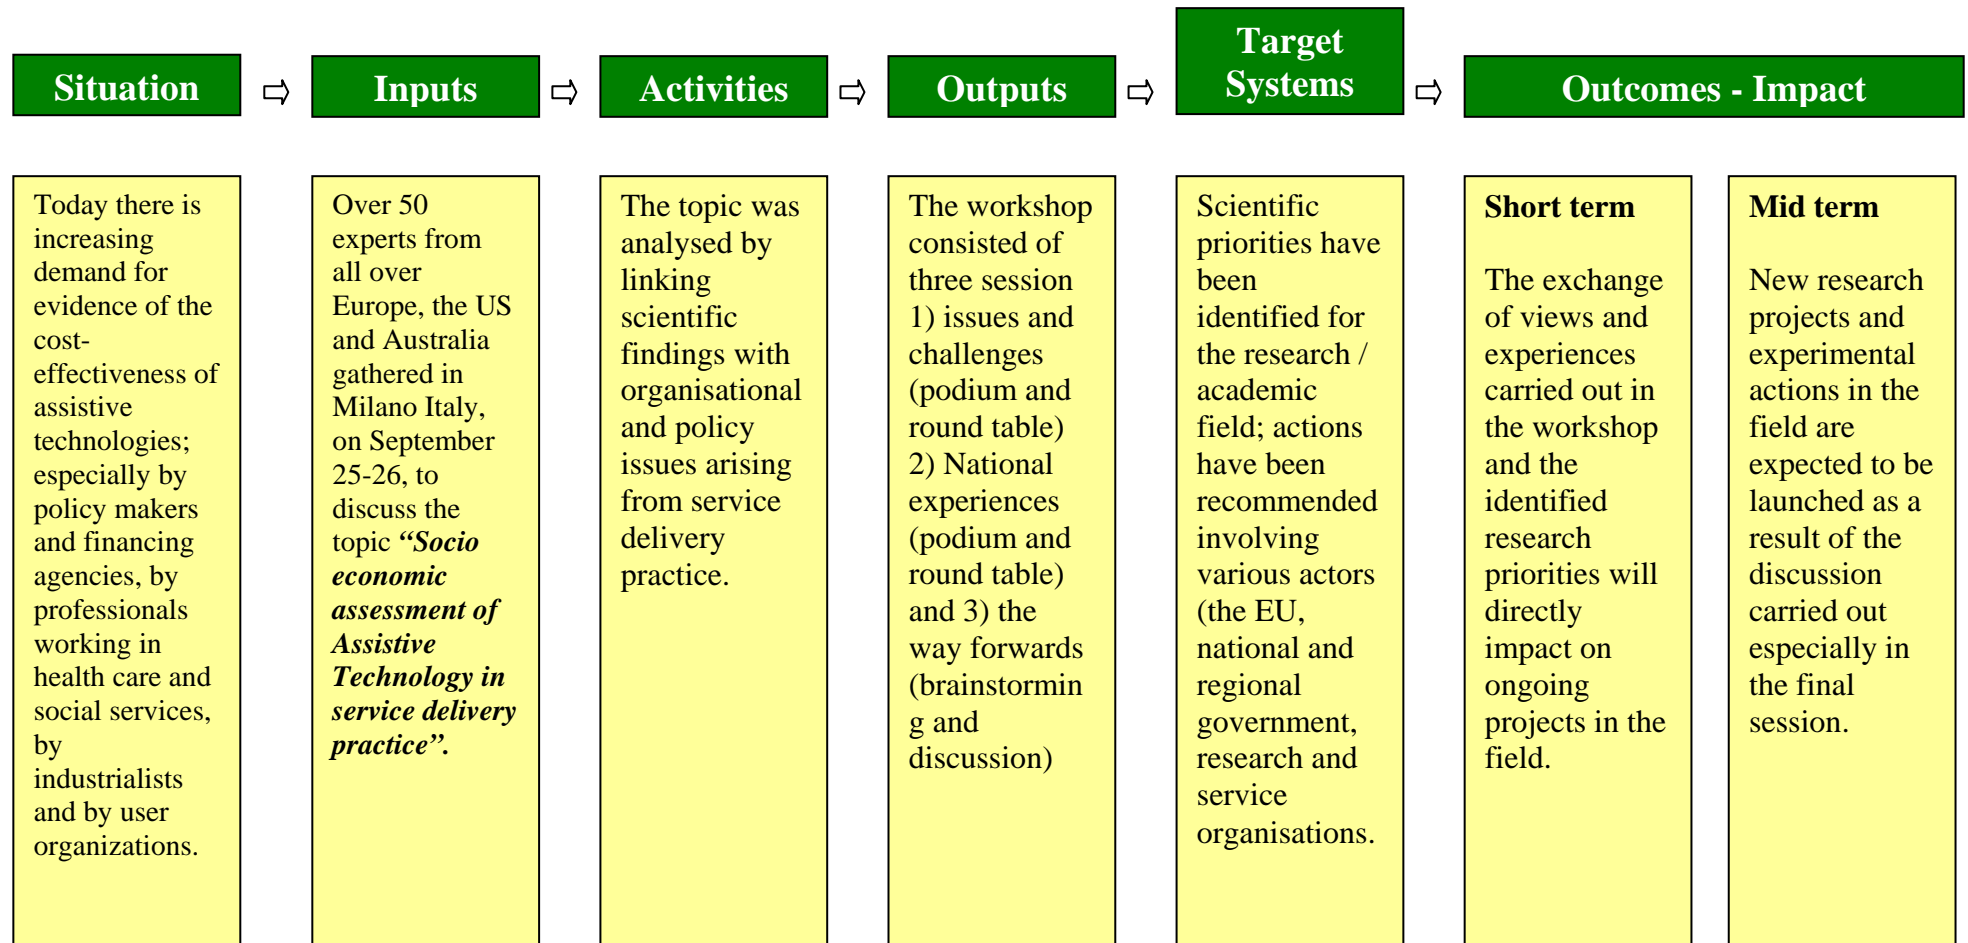 Situation
Inputs
Activities
Outputs
Target
Systems
Outcomes - Impact
Today there is
increasing
demand for
evidence of the
cost-
effectiveness of
assistive
technologies;
especially by
policy makers
and financing
agencies, by
professionals
working in
health care and
social services,
by
industrialists
and by user
organizations.
Over 50
experts from
all over
Europe, the US
and Australia
gathered in
Milano Italy,
on September
25-26, to
discuss the
topic “Socio
economic
assessment of
Assistive
Technology in
service delivery
practice”.
The topic was
analysed by
linking
scientific
findings with
organisational
and policy
issues arising
from service
delivery
practice.
The workshop
consisted of
three session
1) issues and
challenges
(podium and
round table)
2) National
experiences
(podium and
round table)
and 3) the
way forwards
(brainstormin
g and
discussion)
Scientific
priorities have
been
identified for
the research /
academic
field; actions
have been
recommended
involving
various actors
(the EU,
national and
regional
government,
research and
service
organisations.
Short term
The exchange
of views and
experiences
carried out in
the workshop
and the
identified
research
priorities will
directly
impact on
ongoing
projects in the
field.
Mid term
New research
projects and
experimental
actions in the
field are
expected to be
launched as a
result of the
discussion
carried out
especially in
the final
session.